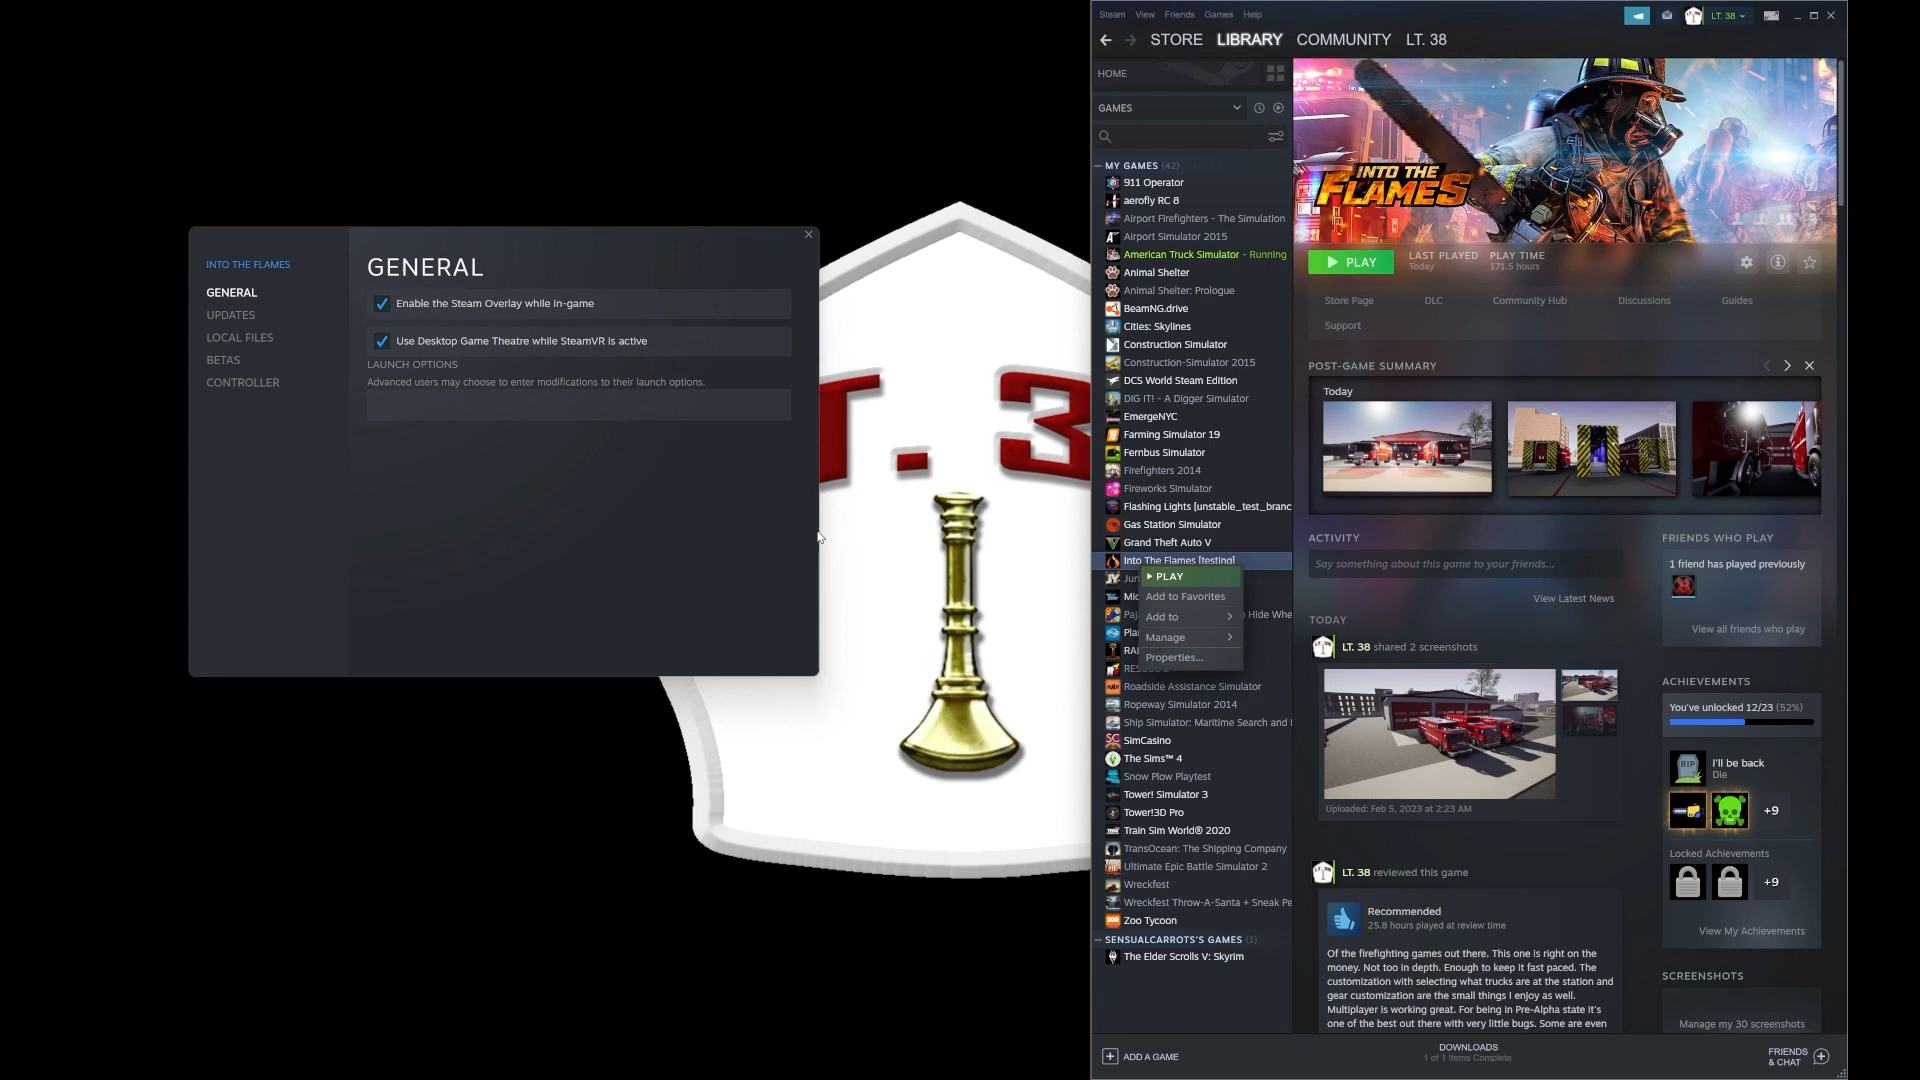 Steam View Friends Games Help
LT. 38
STORE LIBRARY COMMUNITY LT. 38
HOME
GAMES
MY GAMES (42)
911 Operator
aerofly RC 8
Airport Firefighters - The Simulation
Airport Simulator 2015
American Truck Simulator - Running
Animal Shelter
Animal Shelter: Prologue
BeamNG.drive
Cities: Skylines
Construction Simulator
Construction-Simulator 2015
DCS World Steam Edition
DIG IT! - A Digger Simulator
EmergeNYC
Farming Simulator 19
Fernbus Simulator
Firefighters 2014
Fireworks Simulator
Flashing Lights [unstable_test_branc
Gas Station Simulator
Grand Theft Auto V
Into The Flames [testing]
PLAY
Add to Favorites
Add to
Manage
Properties...
Hide Whe
Roadside Assistance Simulator
Ropeway Simulator 2014
Ship Simulator: Maritime Search and
SimCasino
The Sims™ 4
Snow Plow Playtest
Tower! Simulator 3
Tower!3D Pro
Train Sim World® 2020
TransOcean: The Shipping Company
Ultimate Epic Battle Simulator 2
Wreckfest
Wreckfest Throw-A-Santa + Sneak Pe
Zoo Tycoon
SENSUALCARROTS'S GAMES (1)
The Elder Scrolls V: Skyrim
ADD A GAME
INTO THE
FLAMES
PLAY
LAST PLAYED
Today
PLAY TIME
171.5 hours
Store Page DLC Community Hub Discussions Guides
Support
POST-GAME SUMMARY
Today
ACTIVITY
Say something about this game to your friends...
View Latest News
TODAY
LT. 38 shared 2 screenshots
Uploaded: Feb 5, 2023 at 2:23 AM
LT. 38 reviewed this game
Recommended
25.8 hours played at review time
Of the firefighting games out there. This one is right on the
money. Not too in depth. Enough to keep it fast paced. The
customization with selecting what trucks are at the station and
gear customization are the small things I enjoy as well.
Multiplayer is working great. For being in Pre-Alpha state it's
one of the best out there with very little bugs. Some are even
FRIENDS WHO PLAY
1 friend has played previously
View all friends who play
ACHIEVEMENTS
You've unlocked 12/23 (52%)
RIP
I'll be back
Die
+9
Locked Achievements
+9
View My Achievements
SCREENSHOTS
Manage my 30 screenshots
DOWNLOADS
1 of 1 Items Complete
FRIENDS
& CHAT
INTO THE FLAMES
GENERAL
UPDATES
LOCAL FILES
BETAS
CONTROLLER
GENERAL
Enable the Steam Overlay while in-game
Use Desktop Game Theatre while SteamVR is active
LAUNCH OPTIONS
Advanced users may choose to enter modifications to their launch options.
T. 3